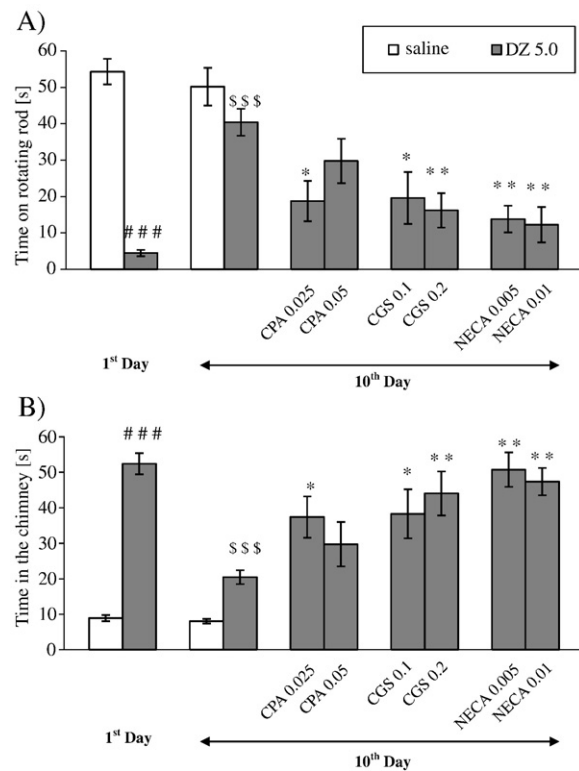 A)
saline DZ 5.0
Time on rotating rod [s]
60
50
40
30
20
10
0
# # #
$ $ $
*
*
* *
* *
* *
CPA 0.025
CPA 0.05
CGS 0.1
CGS 0.2
NECA 0.005
NECA 0.01
1st Day
10th Day
B)
Time in the chimney [s]
60
50
40
30
20
10
0
# # #
$ $ $
*
*
* *
* *
* *
CPA 0.025
CPA 0.05
CGS 0.1
CGS 0.2
NECA 0.005
NECA 0.01
1st Day
10th Day